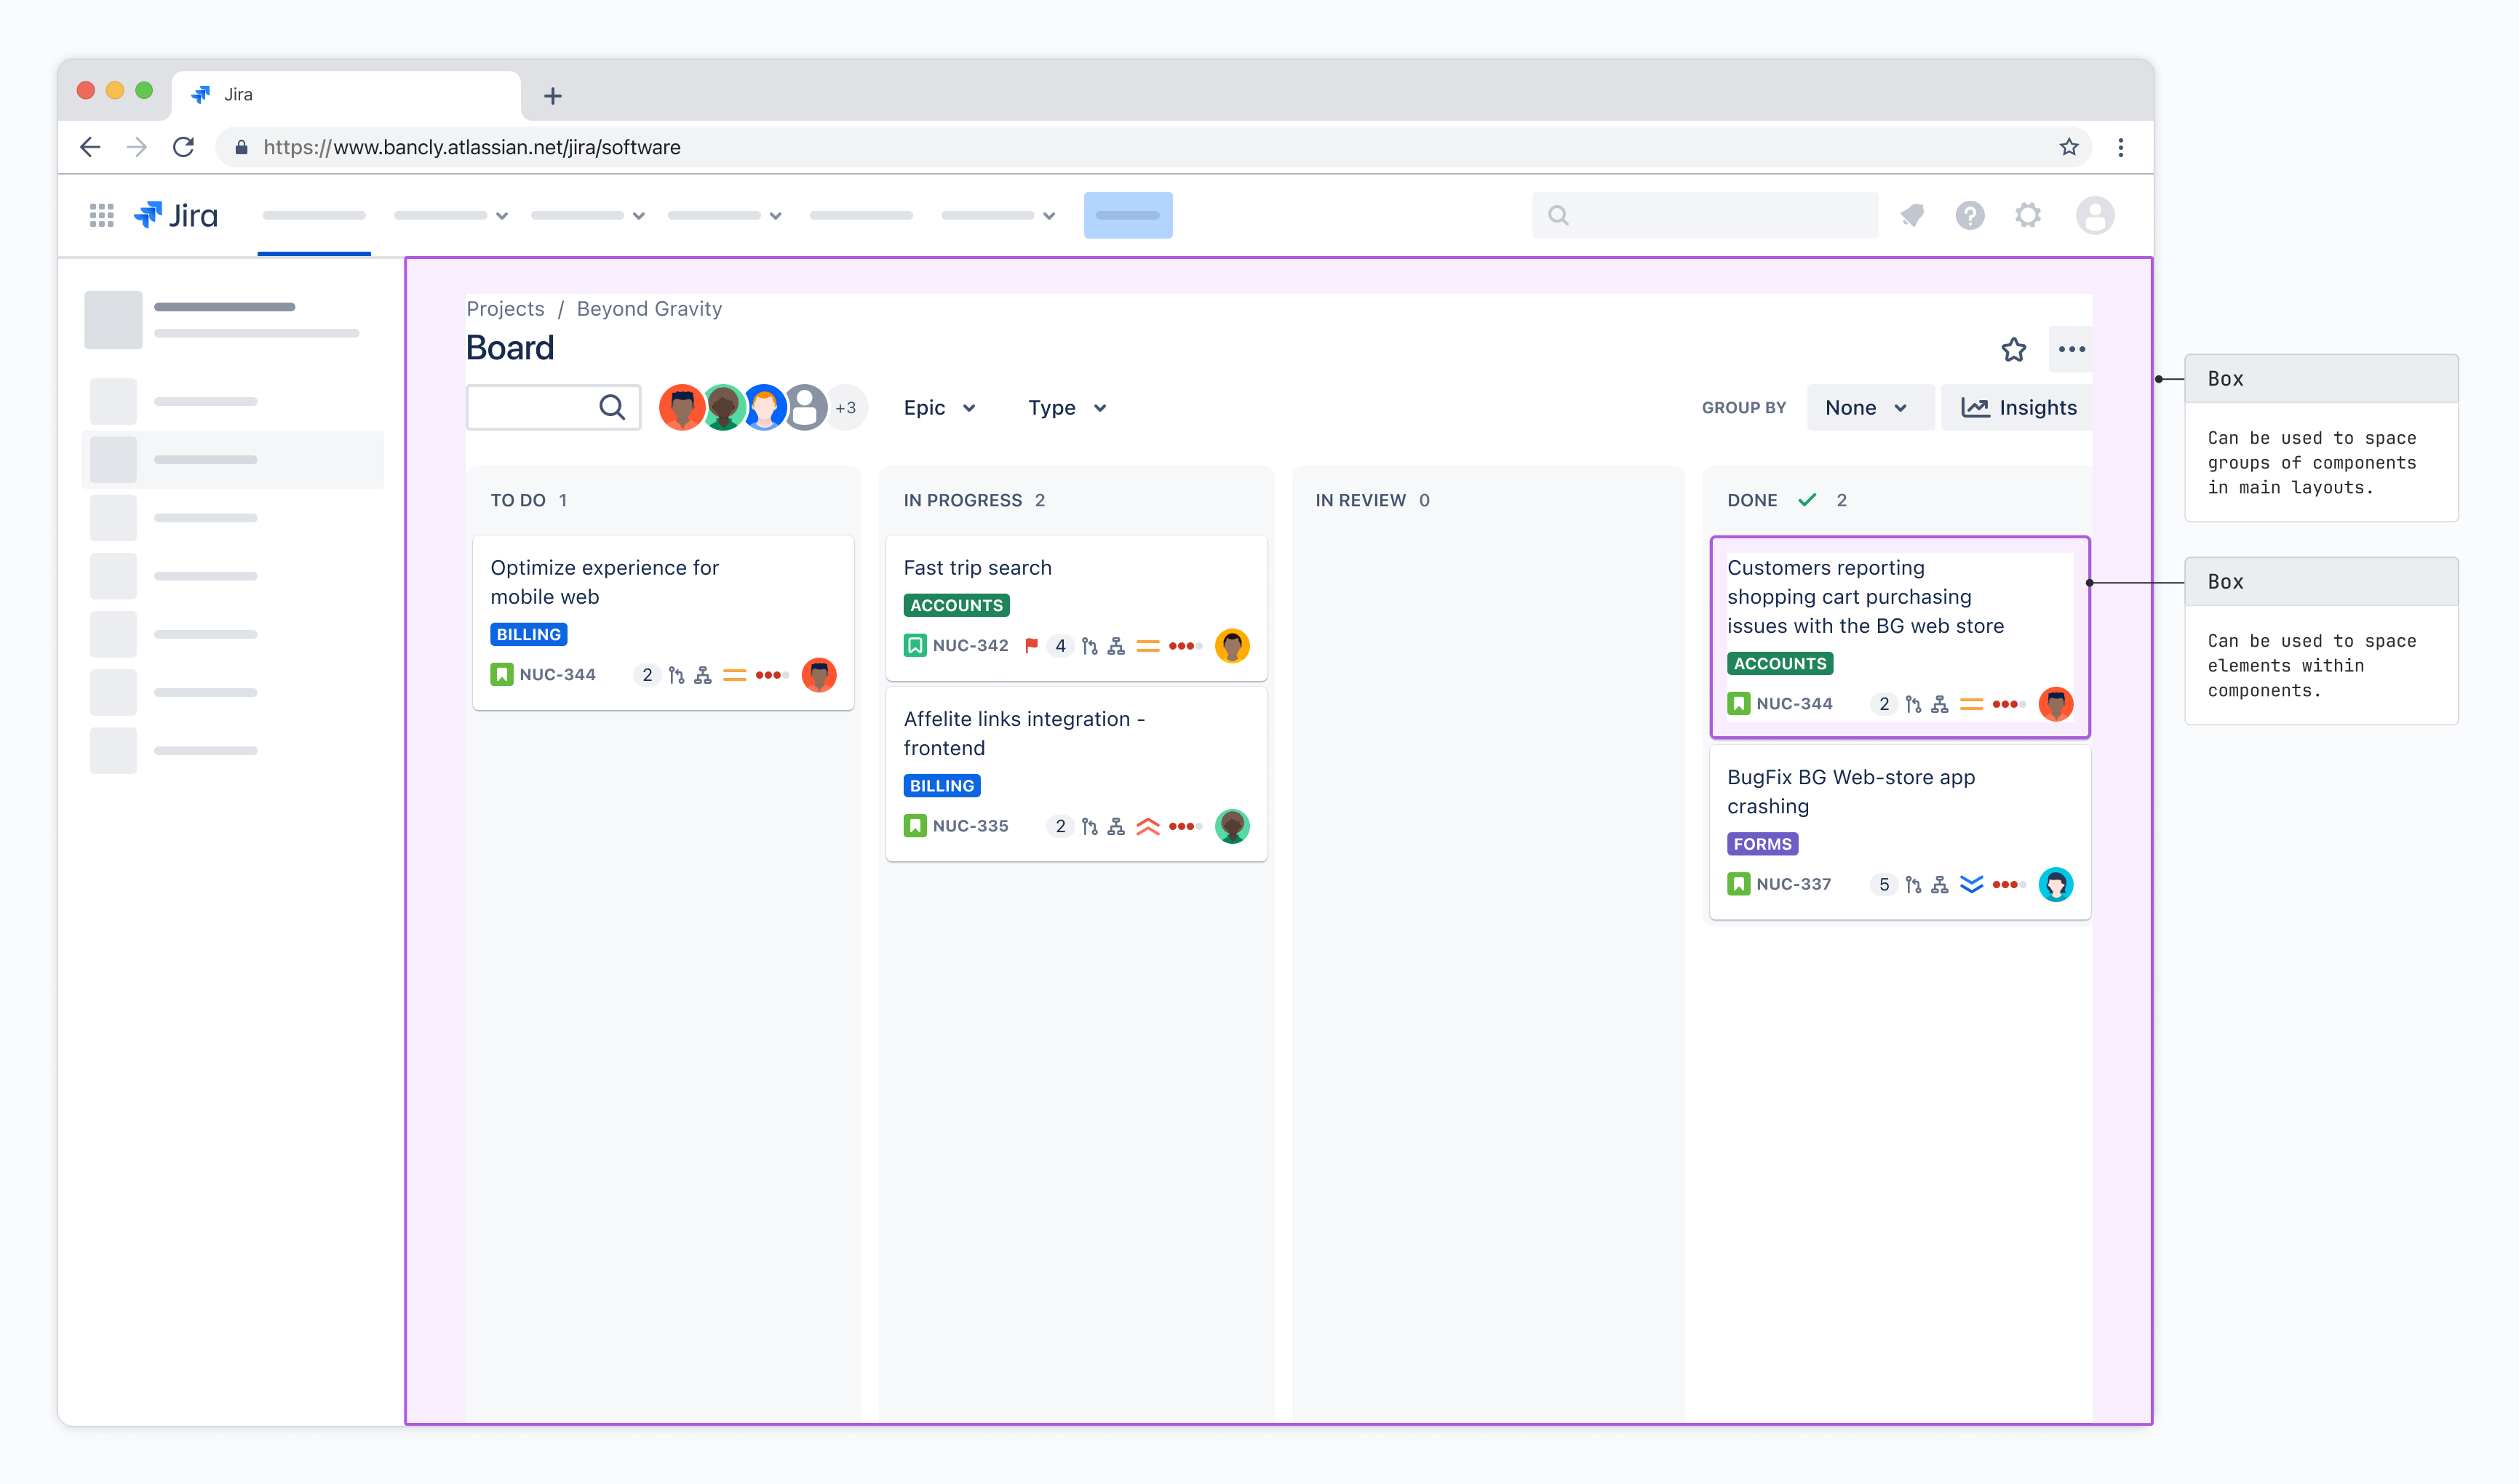 Jira
https://www.bancly.atlassian.net/jira/software
Jira
Projects / Beyond Gravity
Board
+3
Epic
Type
GROUP BY
None
Insights
TO DO 1
Optimize experience for
mobile web
BILLING
NUC-344
2
IN PROGRESS 2
Fast trip search
ACCOUNTS
NUC-342
4
Affelite links integration -
frontend
BILLING
NUC-335
2
IN REVIEW 0
DONE 2
Customers reporting
shopping cart purchasing
issues with the BG web store
ACCOUNTS
NUC-344
2
BugFix BG Web-store app
crashing
FORMS
NUC-337
5
Box
Can be used to space
groups of components
in main layouts.
Box
Can be used to space
elements within
components.